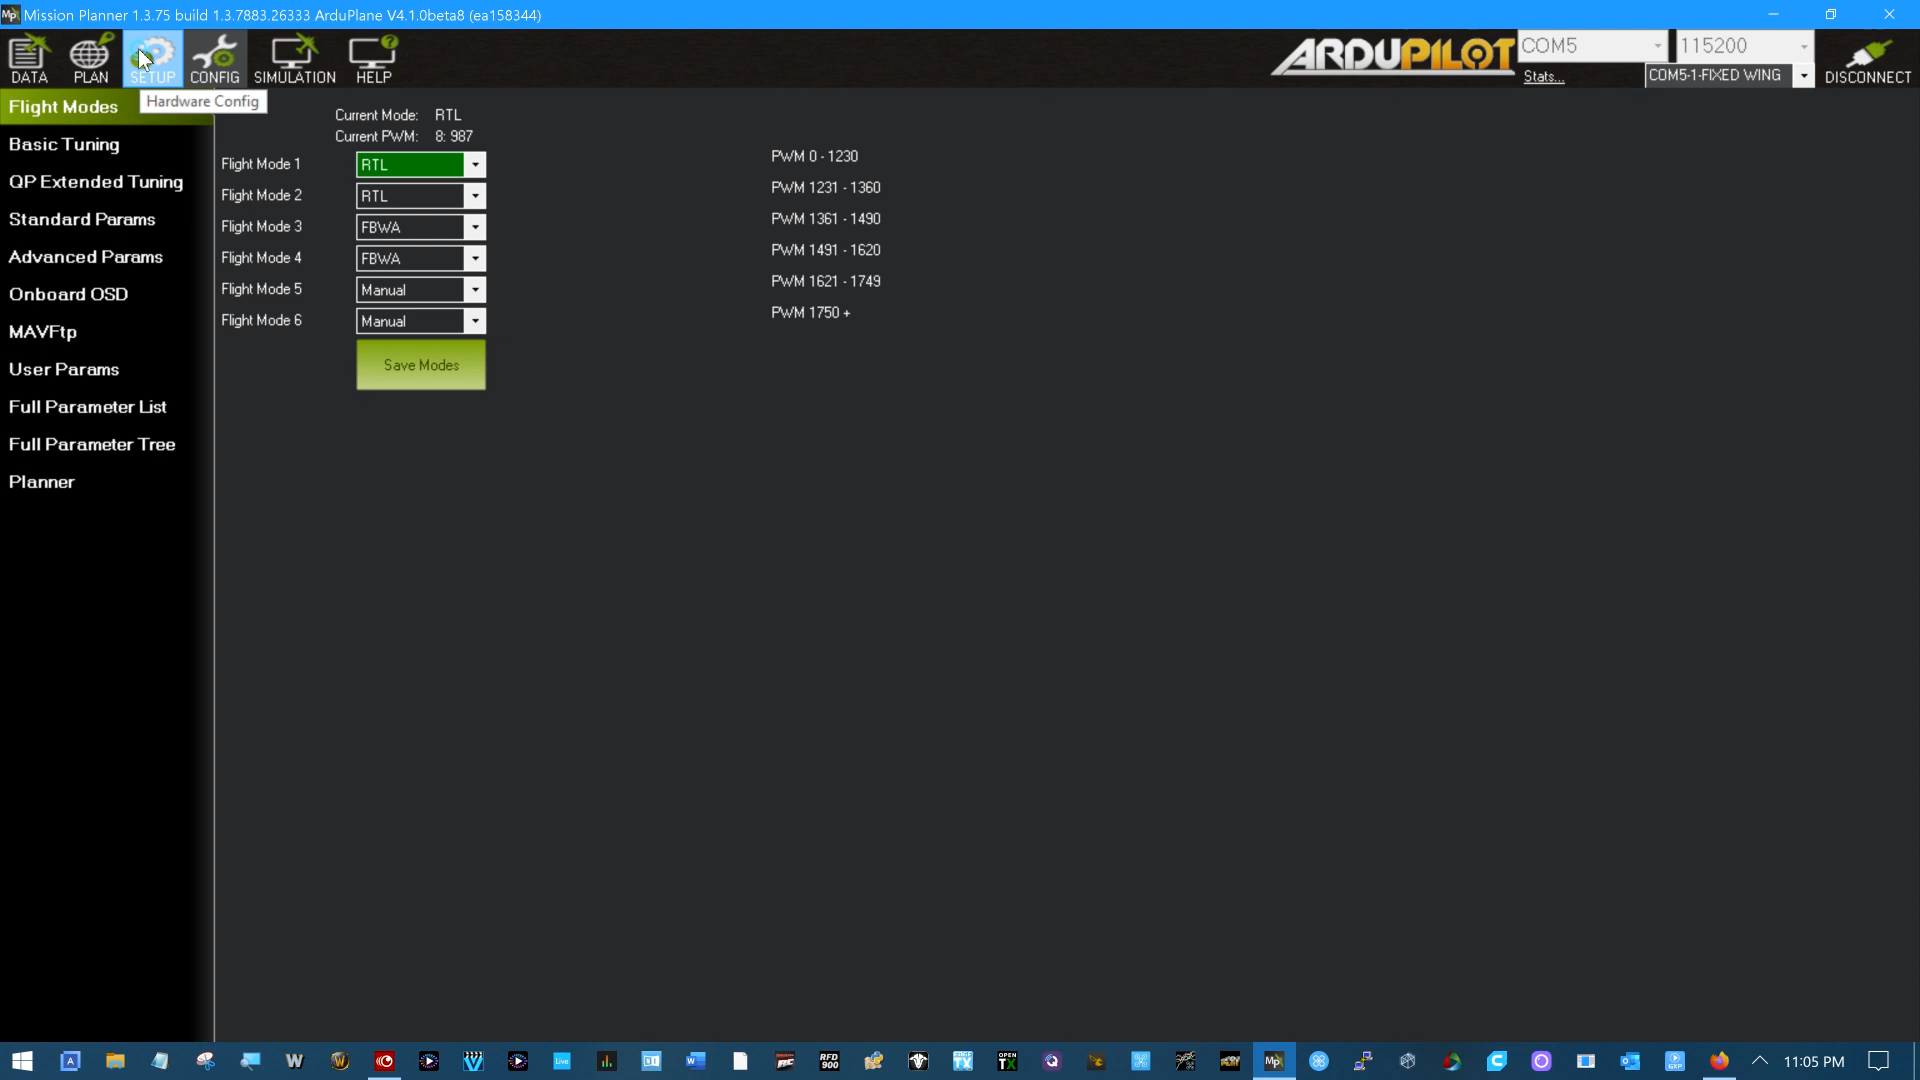 Mission Planner 1.3.75 build 1.3.7883.26333 ArduPlane V4.1.0beta8 (ea158344)
DATA
PLAN
SETUP
CONFIG
SIMULATION
HELP
ARDUPILOT
COM5
115200
Stats...
COM5-1-FIXED WING
DISCONNECT
Hardware Config
Flight Modes
Basic Tuning
QP Extended Tuning
Standard Params
Advanced Params
Onboard OSD
MAVFtp
User Params
Full Parameter List
Full Parameter Tree
Planner
Current Mode: RTL
Current PWM: 8: 987
Flight Mode 1 RTL PWM 0 - 1230
Flight Mode 2 RTL PWM 1231 - 1360
Flight Mode 3 FBWA PWM 1361 - 1490
Flight Mode 4 FBWA PWM 1491 - 1620
Flight Mode 5 Manual PWM 1621 - 1749
Flight Mode 6 Manual PWM 1750 +
Save Modes
11:05 PM